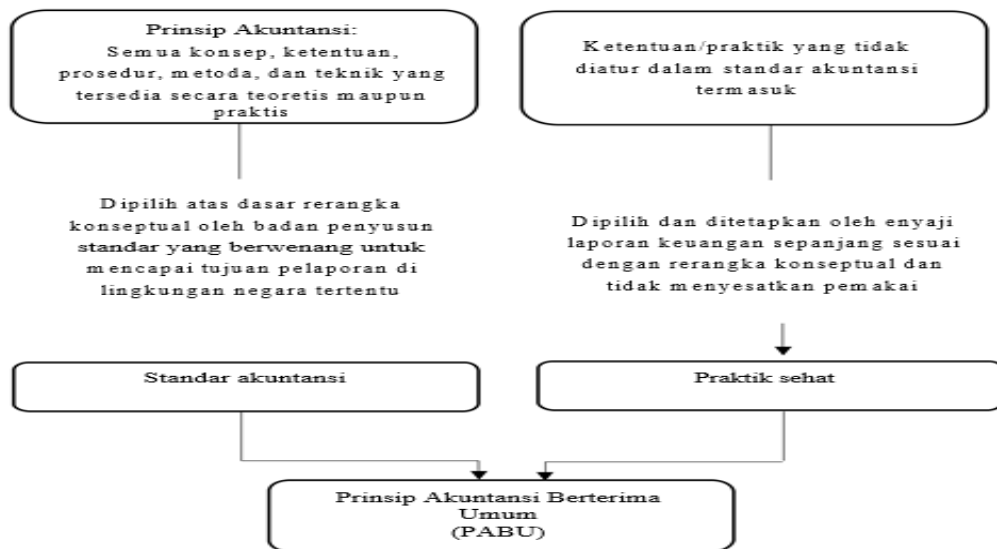 Prinsip Akuntansi:
Semua konsep, ketentuan,
prosedur, metoda, dan teknik yang
tersedia secara teoretis maupun
praktis
Ketentuan/praktik yang tidak
diatur dalam standar akuntansi
termasuk
Dipilih atas dasar rerangka
konseptual oleh badan penyusun
standar yang berwenang untuk
mencapai tujuan pelaporan di
lingkungan negara tertentu
Dipilih dan ditetapkan oleh enyaji
laporan keuangan sepanjang sesuai
dengan rerangka konseptual dan
tidak menyesatkan pemakai
Standar akuntansi
Praktik sehat
Prinsip Akuntansi Berterima
Umum
(PABU)